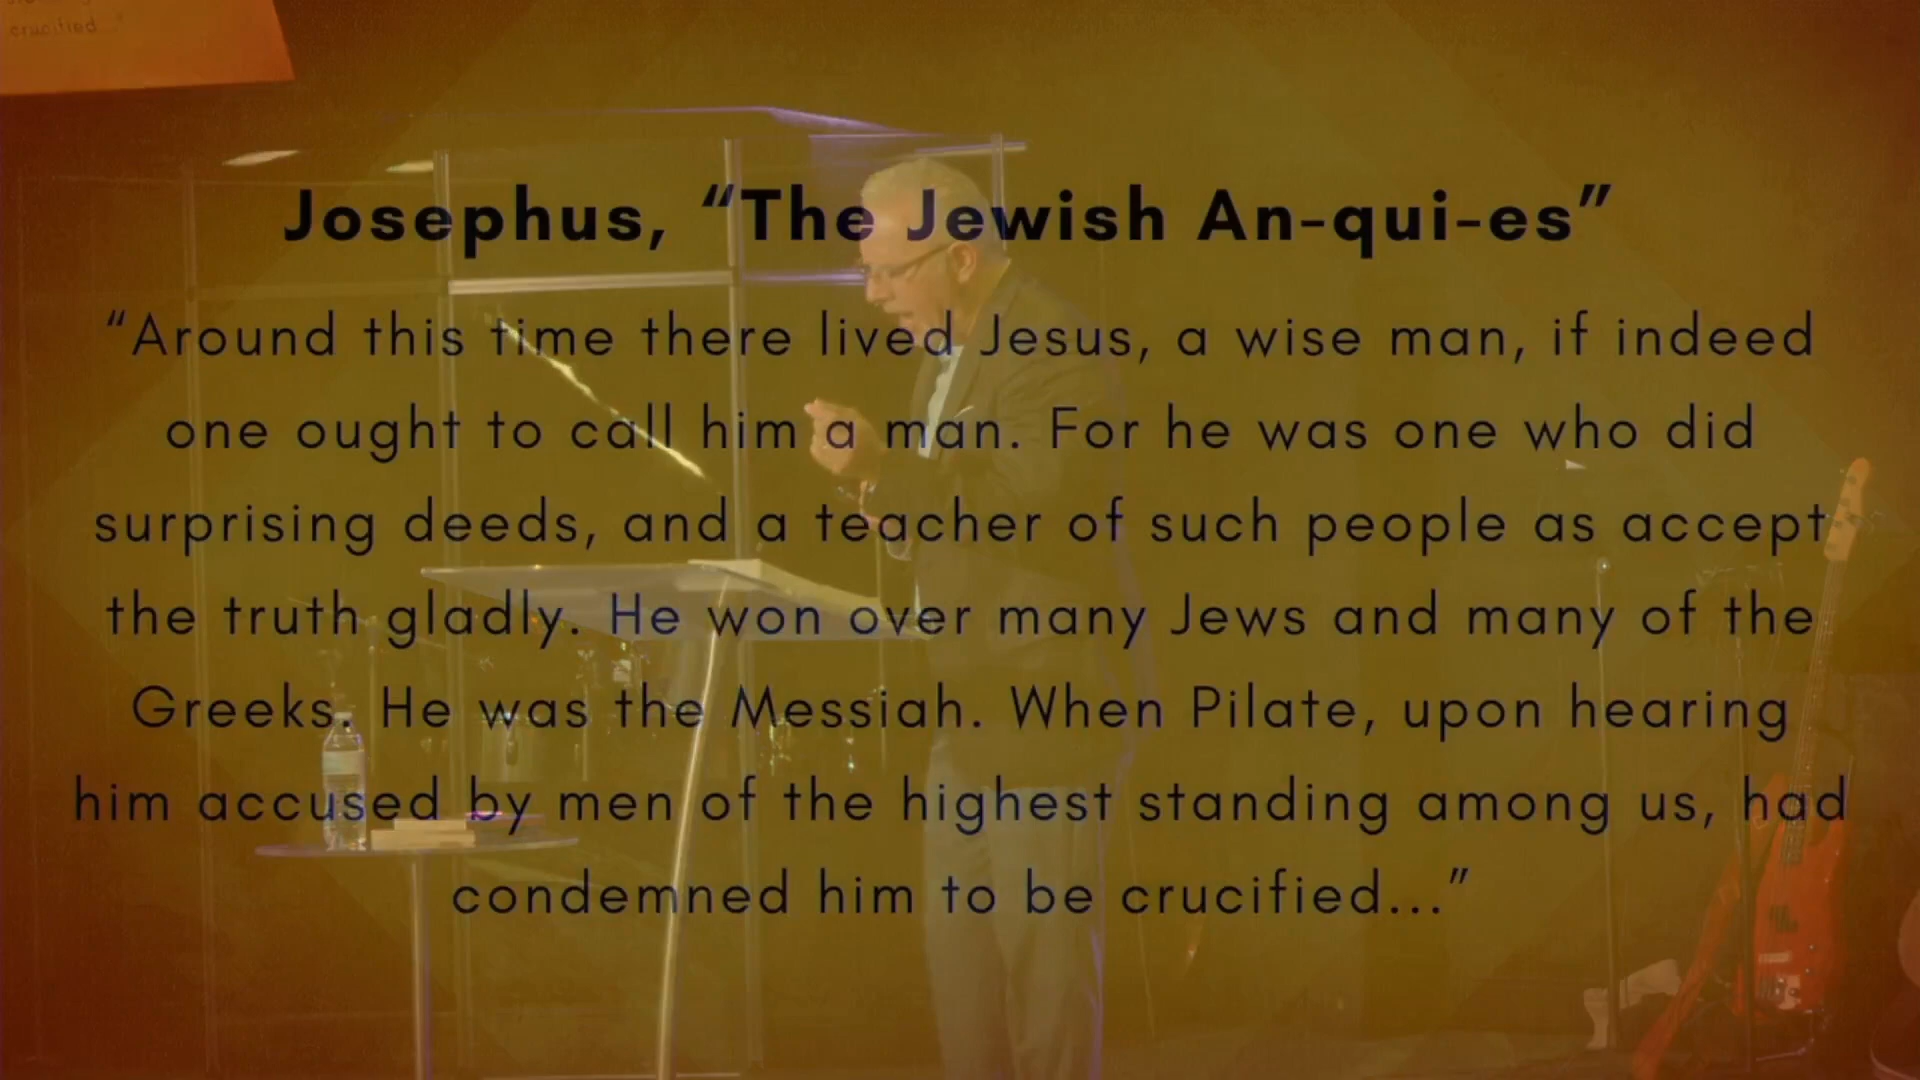 crucified..."
Josephus, “The Jewish An-qui-es”
“Around this time there lived Jesus, a wise man, if indeed
one ought to call him a man. For he was one who did
surprising deeds, and a teacher of such people as accept
the truth gladly. He won over many Jews and many of the
Greeks. He was the Messiah. When Pilate, upon hearing
him accused by men of the highest standing among us, had
condemned him to be crucified...”